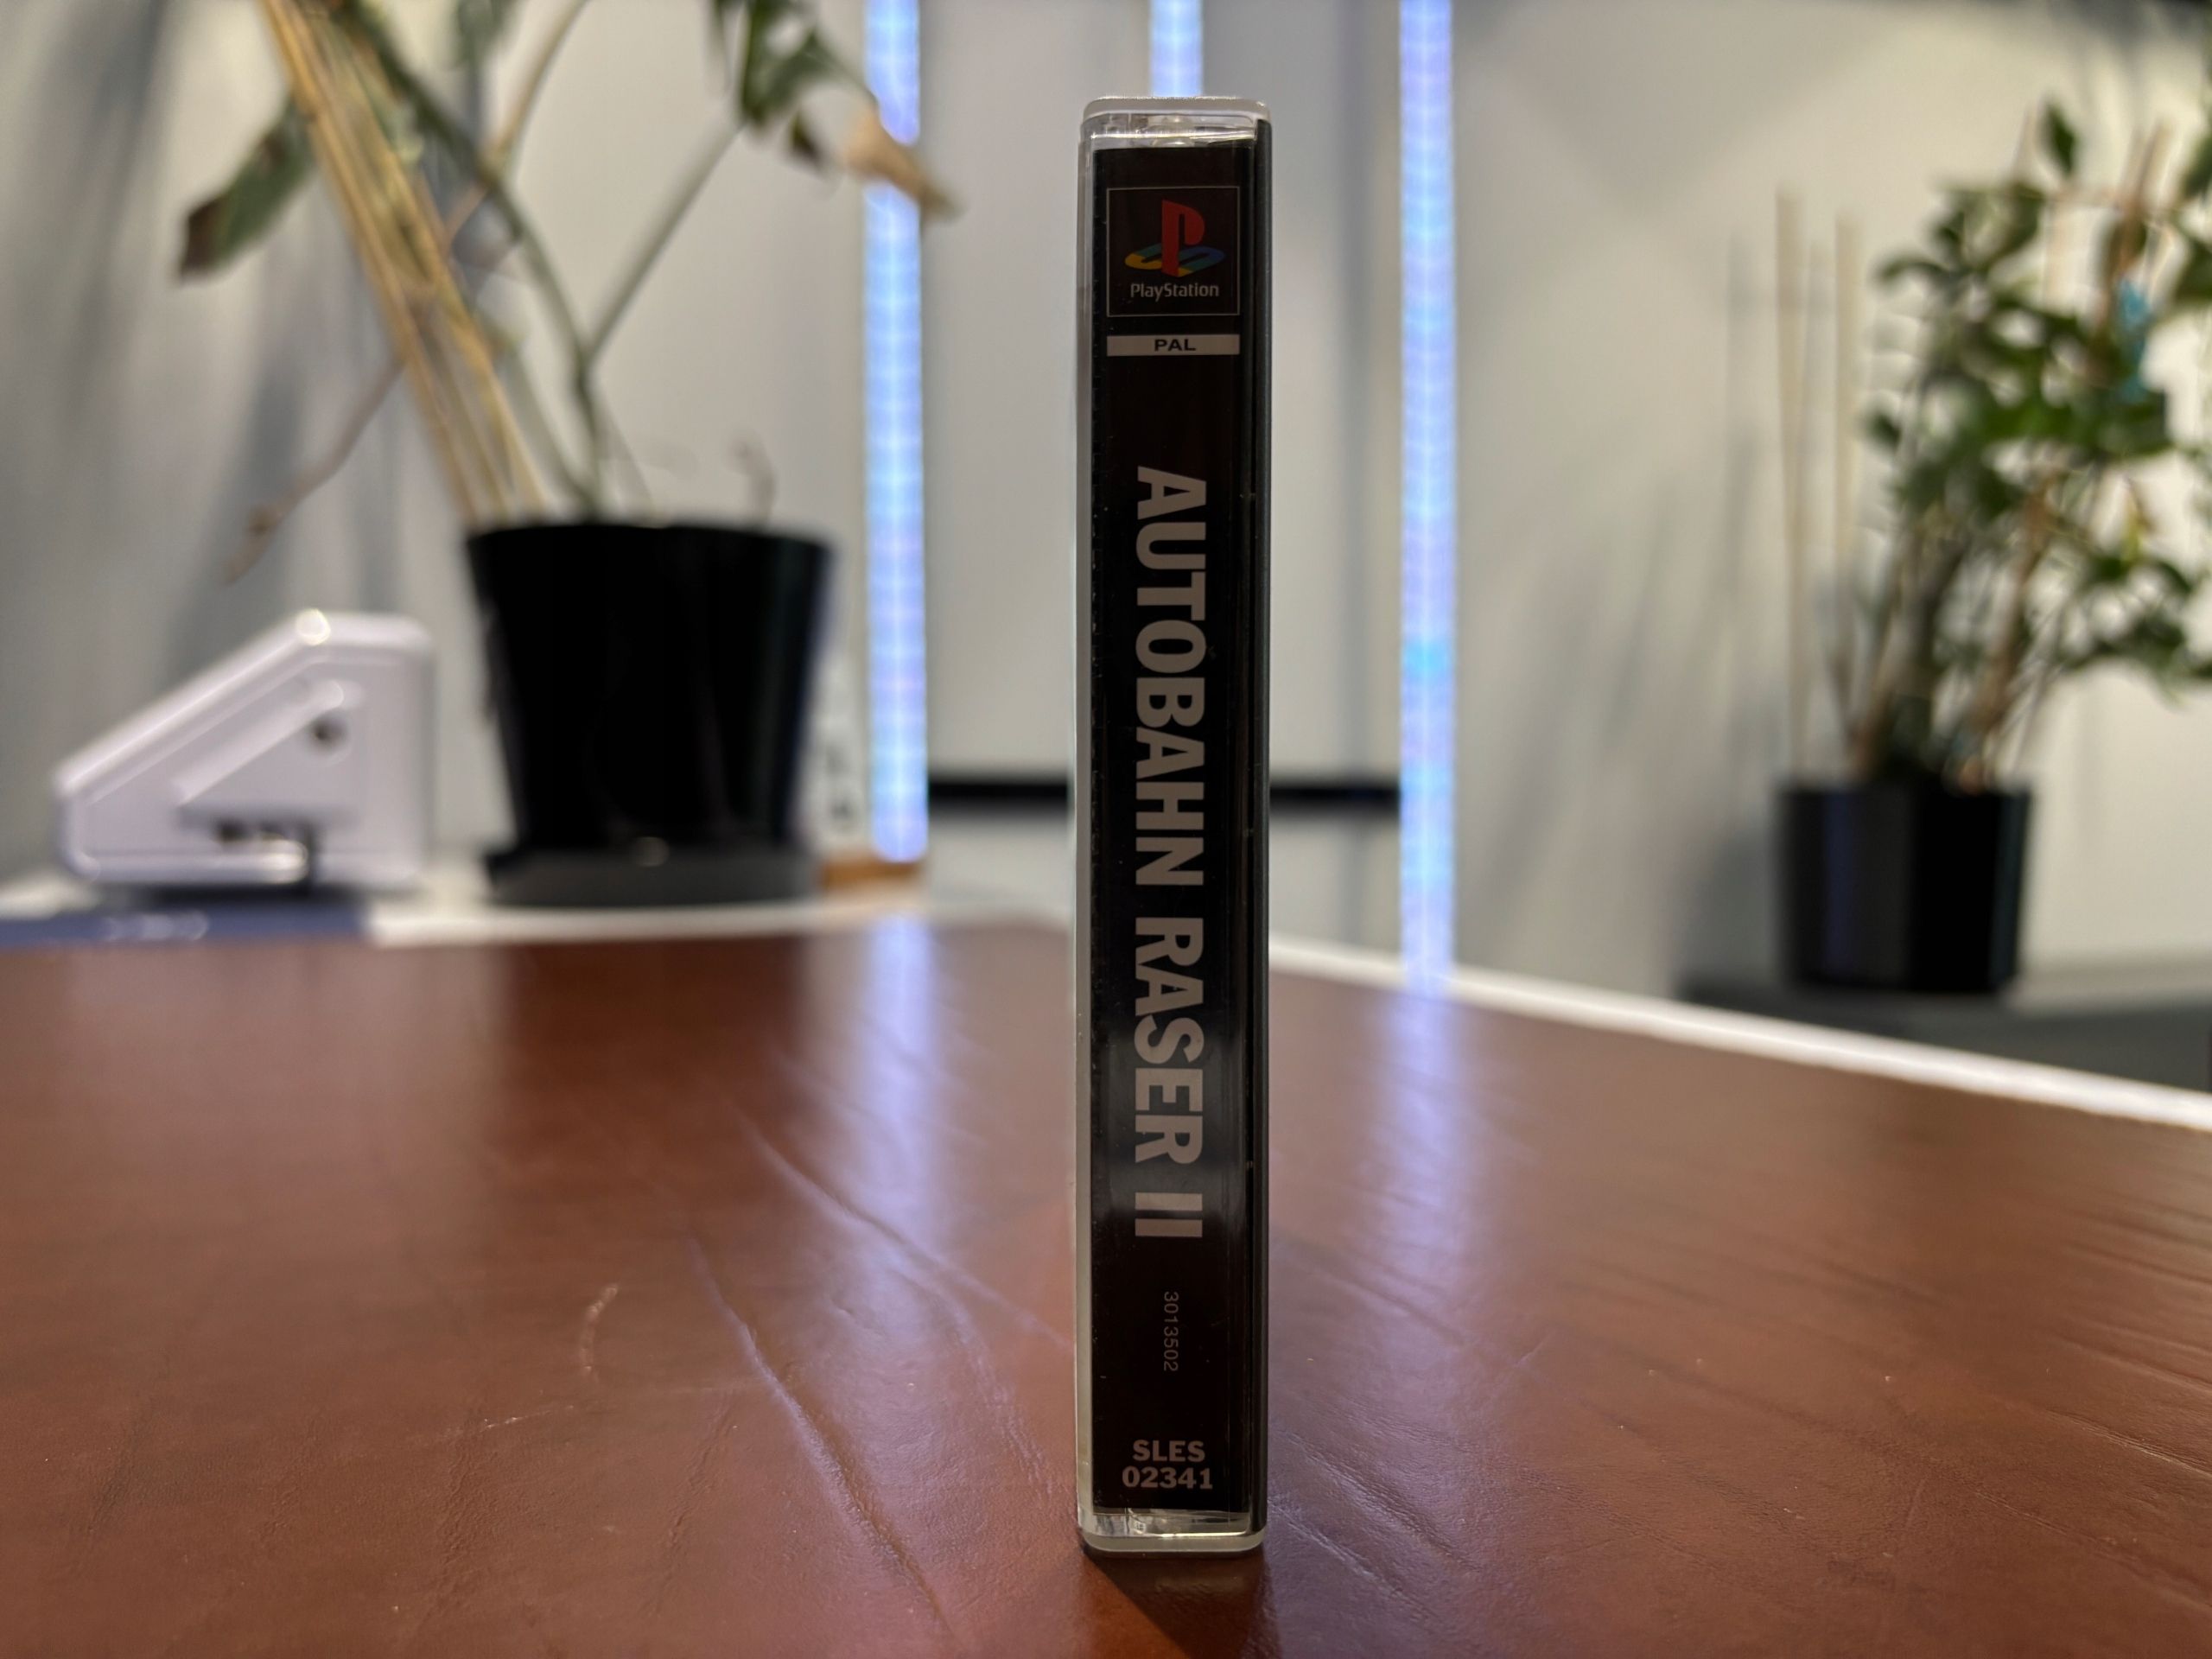 PlayStation
PAL
AUTOBAHN RASER II
3013502
SLES
02341